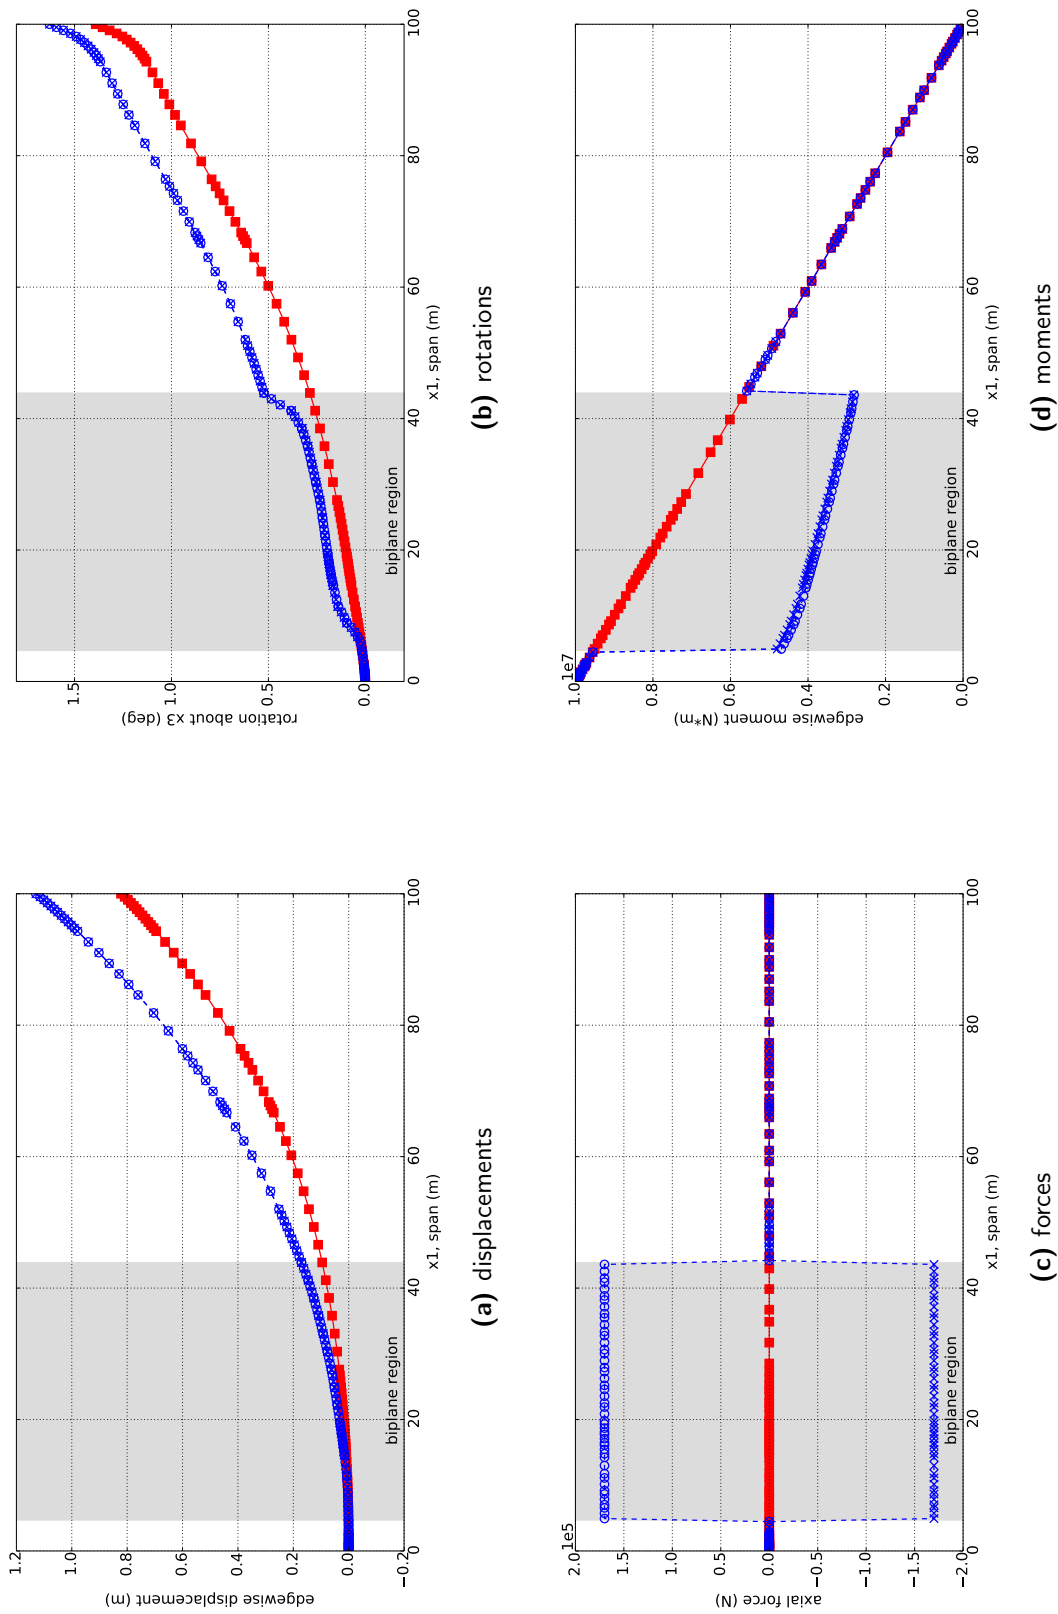 1.2
1.0
0.8
0.6
0.4
0.2
0.0
−0.2
edgewise displacement (m)
0
20
40
60
80
100
x1, span (m)
biplane region
(a) displacements
1.5
1.0
0.5
0.0
rotation about x3 (deg)
0
20
40
60
80
100
x1, span (m)
biplane region
(b) rotations
1e5
2.0
1.5
1.0
0.5
0.0
−0.5
−1.0
−1.5
−2.0
axial force (N)
0
20
40
60
80
100
x1, span (m)
biplane region
(c) forces
1e7
1.0
0.8
0.6
0.4
0.2
0.0
edgewise moment (N*m)
0
20
40
60
80
100
x1, span (m)
biplane region
(d) moments